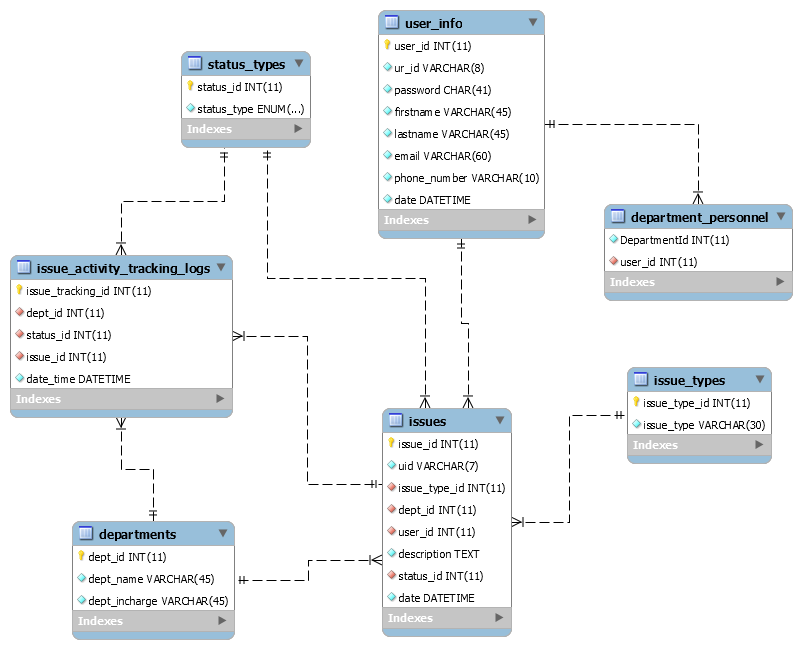 user_info
user_id INT(11)
ur_id VARCHAR(8)
password CHAR(41)
firstname VARCHAR(45)
lastname VARCHAR(45)
email VARCHAR(60)
phone_number VARCHAR(10)
date DATETIME
Indexes
status_types
status_id INT(11)
status_type ENUM(...)
Indexes
department_personnel
DepartmentId INT(11)
user_id INT(11)
Indexes
issue_activity_tracking_logs
issue_tracking_id INT(11)
dept_id INT(11)
status_id INT(11)
issue_id INT(11)
date_time DATETIME
Indexes
issue_types
issue_type_id INT(11)
issue_type VARCHAR(30)
Indexes
issues
issue_id INT(11)
uid VARCHAR(7)
issue_type_id INT(11)
dept_id INT(11)
user_id INT(11)
description TEXT
status_id INT(11)
date DATETIME
Indexes
departments
dept_id INT(11)
dept_name VARCHAR(45)
dept_incharge VARCHAR(45)
Indexes